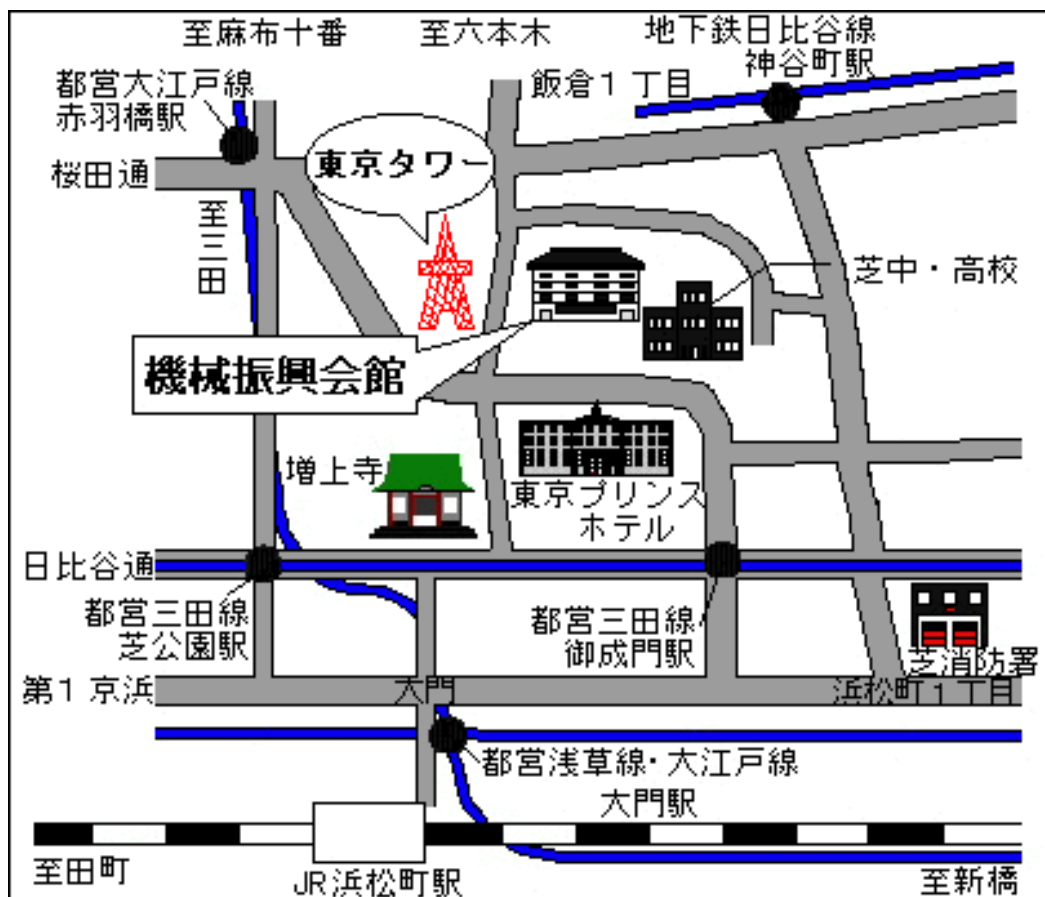 至麻布十番
至六本木
地下鉄日比谷線
神谷町駅
都営大江戸線
赤羽橋駅
飯倉1丁目
東京タワー
桜田通
至三田
芝中・高校
機械振興会館
増上寺
東京プリンス
ホテル
日比谷通
都営三田線
芝公園駅
都営三田線
御成門駅
芝消防署
第1京浜
大門
浜松町1丁目
都営浅草線・大江戸線
大門駅
至田町
JR浜松町駅
至新橋